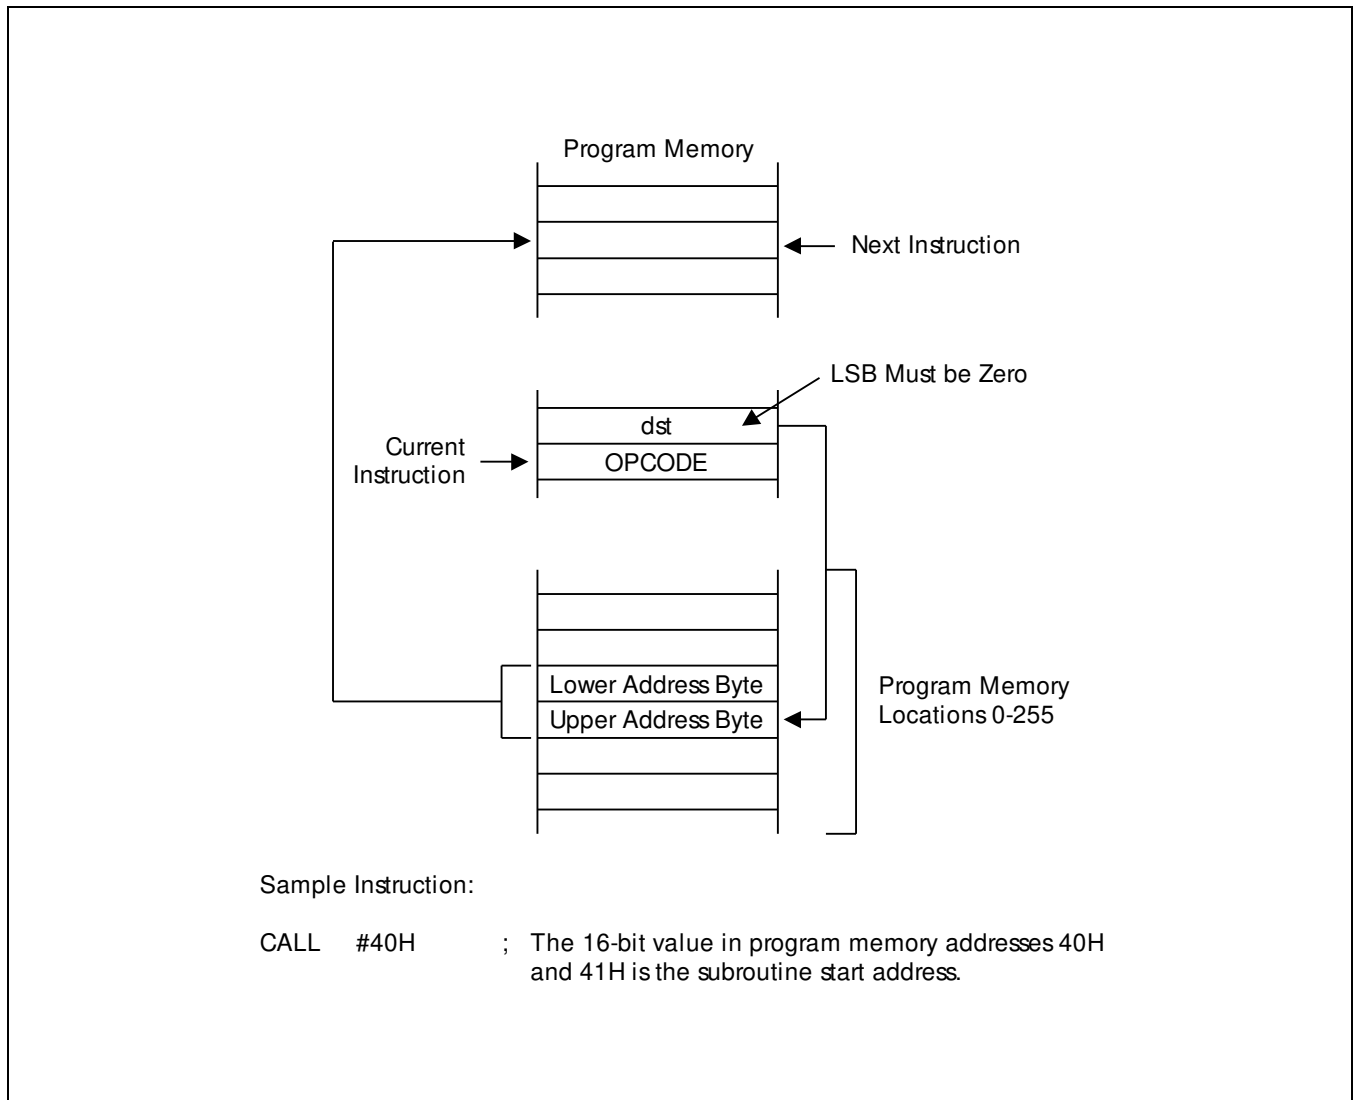 Program Memory
Next Instruction
LSB Must be Zero
dst
Current
Instruction
OPCODE
Lower Address Byte
Upper Address Byte
Program Memory
Locations 0-255
Sample Instruction:
CALL #40H ; The 16-bit value in program memory addresses 40H
and 41H is the subroutine start address.